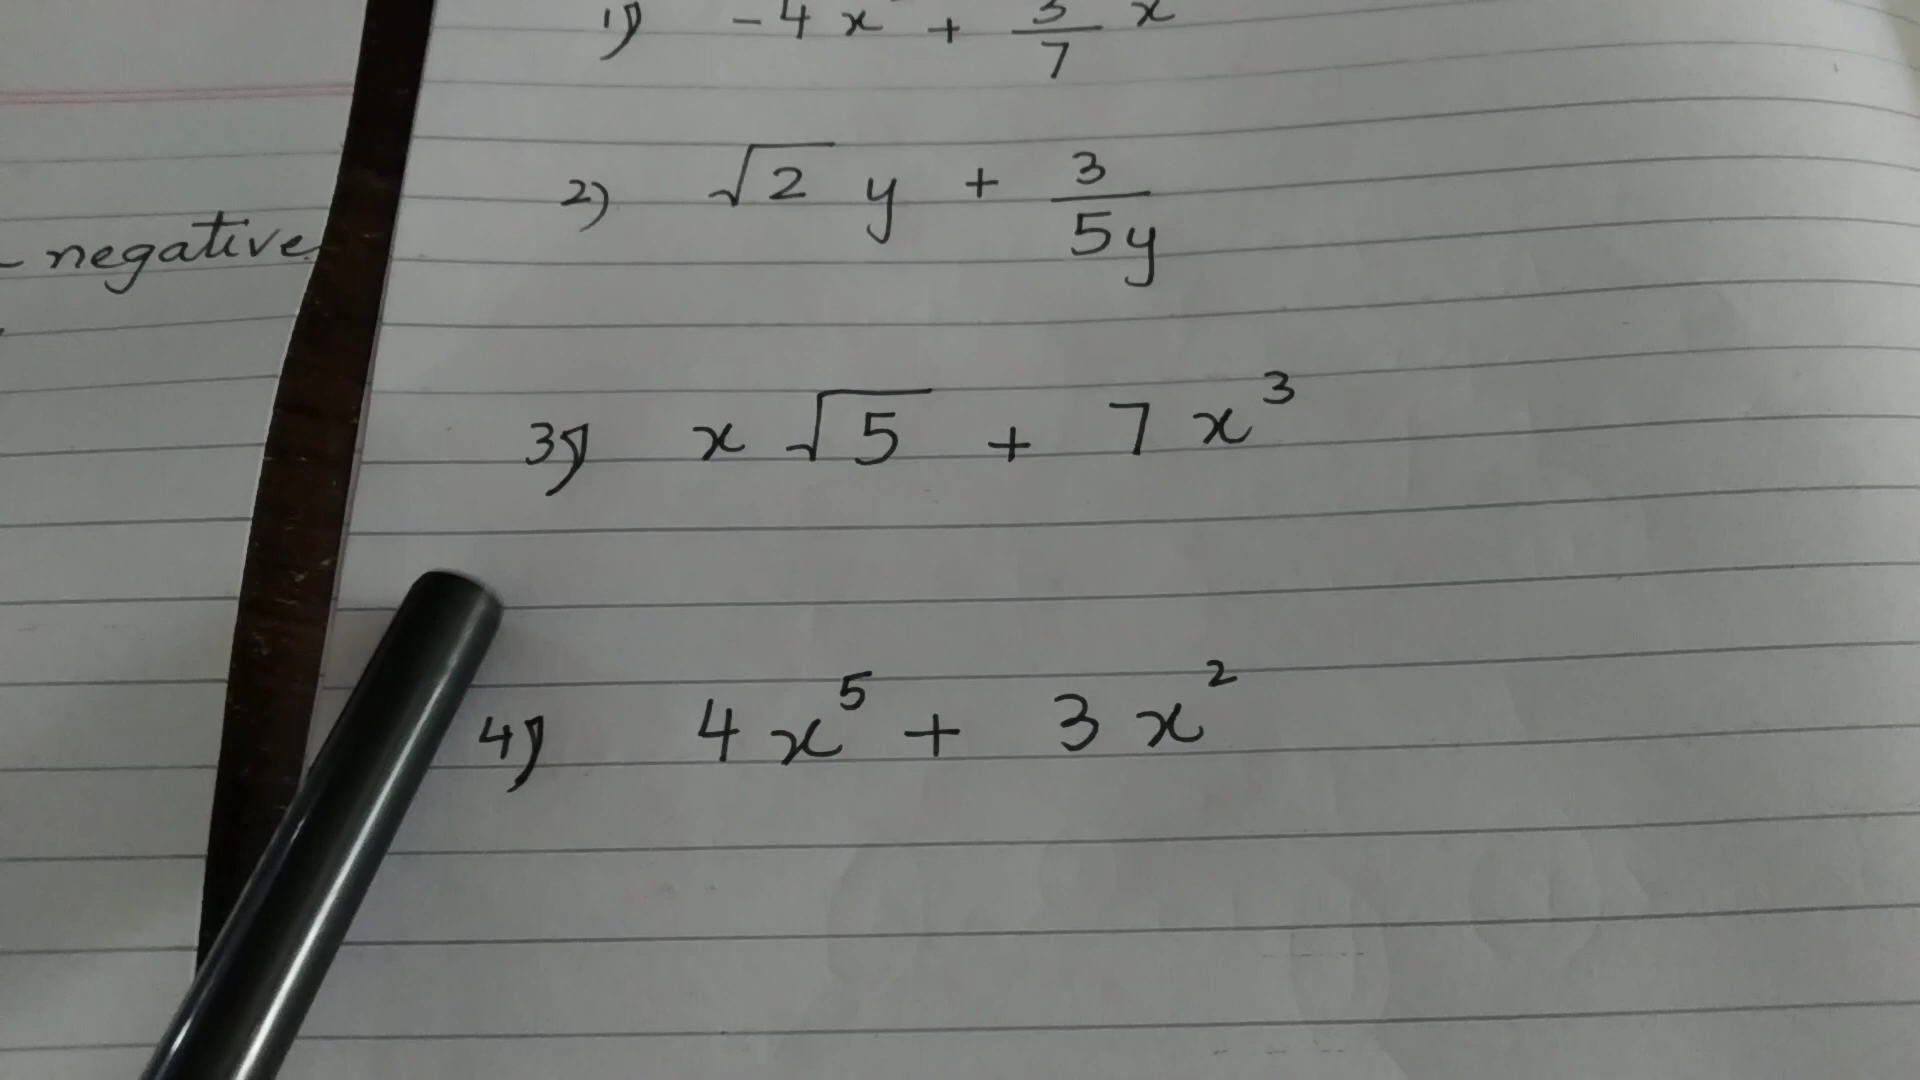 1) -4x + 3/7 x
- negative
2) √2 y + 3/5y
3) x√5 + 7x³
4) 4x⁵ + 3x²